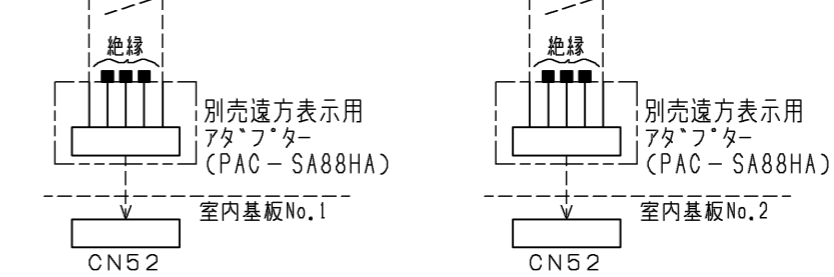 絶縁
別売遠方表示用
アダプター
(PAC-SA88HA)
室内基板No.1
CN52
絶縁
別売遠方表示用
アダプター
(PAC-SA88HA)
室内基板No.2
CN52